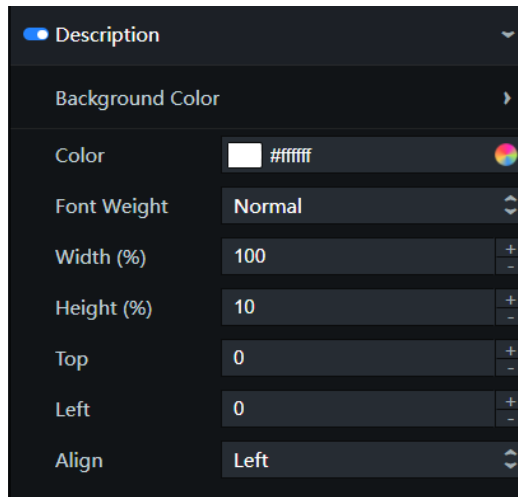 Description
Background Color
Color #ffffff
Font Weight Normal
Width (%) 100 + -
Height (%) 10 + -
Top 0 + -
Left 0 + -
Align Left